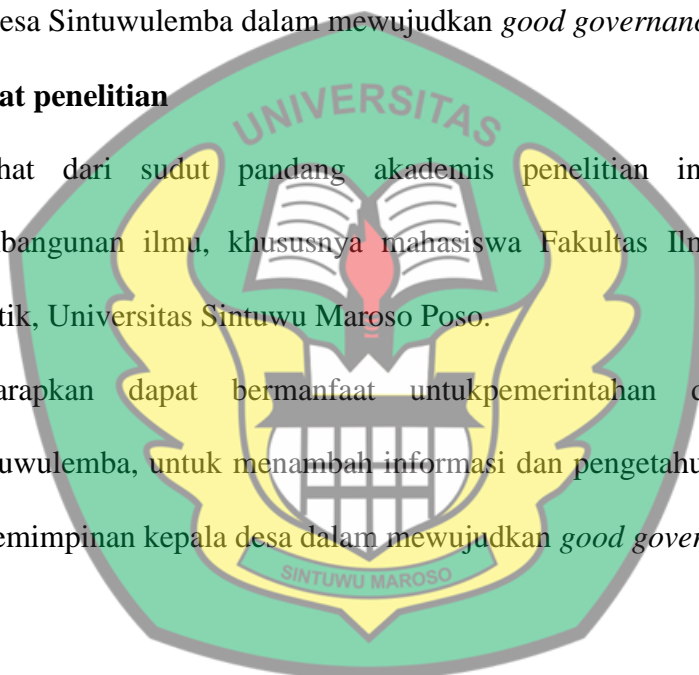 esa Sintuwulemba dalam mewujudkan good governanc
at penelitian
hat dari sudut pandang akademis penelitian in
bangunan ilmu, khususnya mahasiswa Fakultas Iln
tik, Universitas Sintuwu Maroso Poso.
arapkan dapat bermanfaat untukpemerintahan d
uwulemba, untuk menambah informasi dan pengetahu
emimpinan kepala desa dalam mewujudkan good gover
UNIVERSITAS
SINTUWU MAROSO